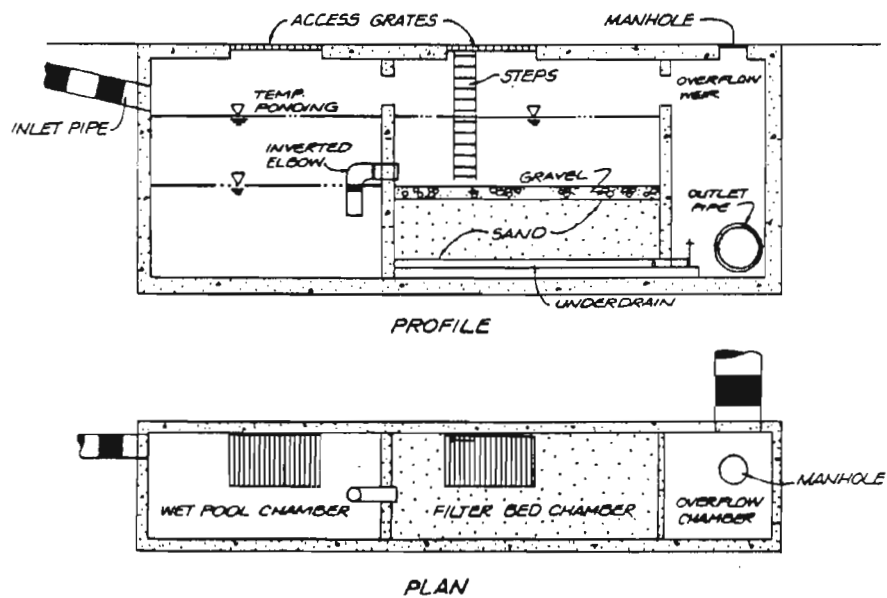 ACCESS GRATES
MANHOLE
STEPS
OVERFLOW
WEIR
TEMP.
PONDING
INLET PIPE
INVERTED
ELBOW
GRAVEL
OUTLET
PIPE
SAND
UNDERDRAIN
PROFILE
MANHOLE
WET POOL CHAMBER
FILTER BED CHAMBER
OVERFLOW
CHAMBER
PLAN